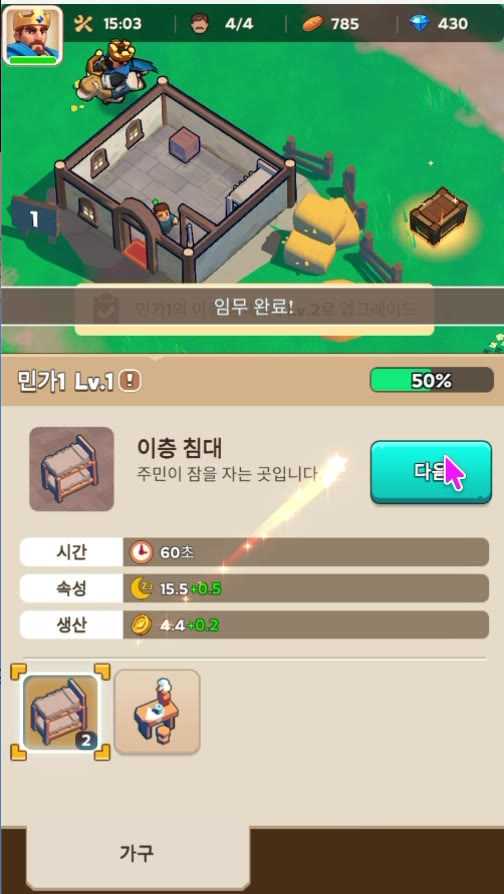 15:03
4/4
785
430
1
임무 완료!
민가1 Lv.1
50%
이층 침대
주민이 잠을 자는 곳입니다
다음
시간
60초
속성
15.5+0.5
생산
4.4+0.2
2
가구